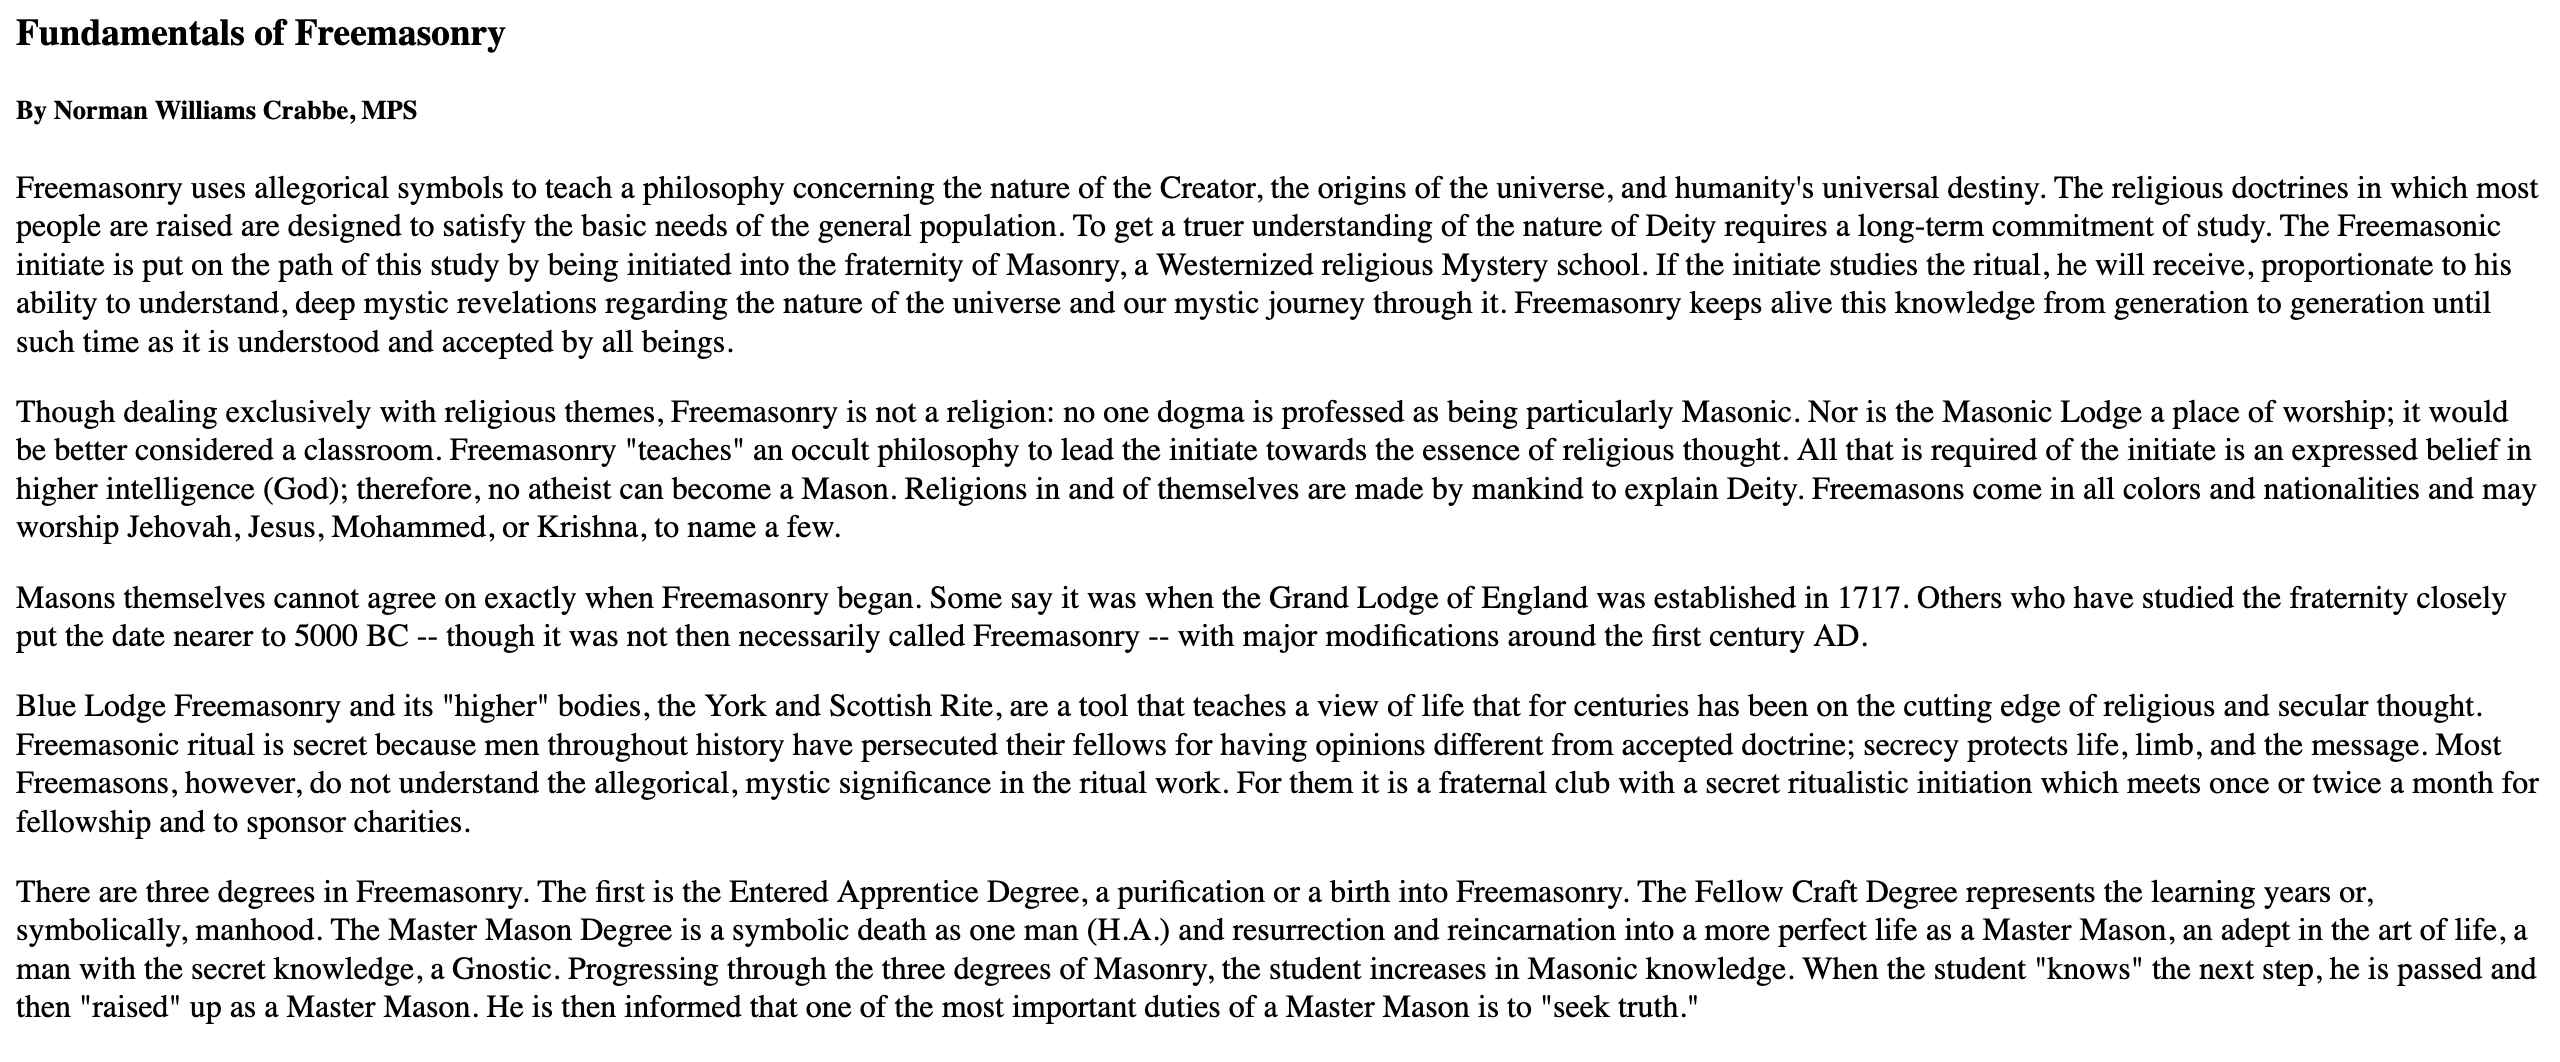 Fundamentals of Freemasonry
By Norman Williams Crabbe, MPS
Freemasonry uses allegorical symbols to teach a philosophy concerning the nature of the Creator, the origins of the universe, and humanity's universal destiny. The religious doctrines in which most
people are raised are designed to satisfy the basic needs of the general population. To get a truer understanding of the nature of Deity requires a long-term commitment of study. The Freemasonic
initiate is put on the path of this study by being initiated into the fraternity of Masonry, a Westernized religious Mystery school. If the initiate studies the ritual, he will receive, proportionate to his
ability to understand, deep mystic revelations regarding the nature of the universe and our mystic journey through it. Freemasonry keeps alive this knowledge from generation to generation until
such time as it is understood and accepted by all beings.
Though dealing exclusively with religious themes, Freemasonry is not a religion: no one dogma is professed as being particularly Masonic. Nor is the Masonic Lodge a place of worship; it would
be better considered a classroom. Freemasonry "teaches" an occult philosophy to lead the initiate towards the essence of religious thought. All that is required of the initiate is an expressed belief in
higher intelligence (God); therefore, no atheist can become a Mason. Religions in and of themselves are made by mankind to explain Deity. Freemasons come in all colors and nationalities and may
worship Jehovah, Jesus, Mohammed, or Krishna, to name a few.
Masons themselves cannot agree on exactly when Freemasonry began. Some say it was when the Grand Lodge of England was established in 1717. Others who have studied the fraternity closely
put the date nearer to 5000 BC -- though it was not then necessarily called Freemasonry -- with major modifications around the first century AD.
Blue Lodge Freemasonry and its "higher" bodies, the York and Scottish Rite, are a tool that teaches a view of life that for centuries has been on the cutting edge of religious and secular thought.
Freemasonic ritual is secret because men throughout history have persecuted their fellows for having opinions different from accepted doctrine; secrecy protects life, limb, and the message. Most
Freemasons, however, do not understand the allegorical, mystic significance in the ritual work. For them it is a fraternal club with a secret ritualistic initiation which meets once or twice a month for
fellowship and to sponsor charities.
There are three degrees in Freemasonry. The first is the Entered Apprentice Degree, a purification or a birth into Freemasonry. The Fellow Craft Degree represents the learning years or,
symbolically, manhood. The Master Mason Degree is a symbolic death as one man (H.A.) and resurrection and reincarnation into a more perfect life as a Master Mason, an adept in the art of life, a
man with the secret knowledge, a Gnostic. Progressing through the three degrees of Masonry, the student increases in Masonic knowledge. When the student "knows" the next step, he is passed and
then "raised" up as a Master Mason. He is then informed that one of the most important duties of a Master Mason is to "seek truth."